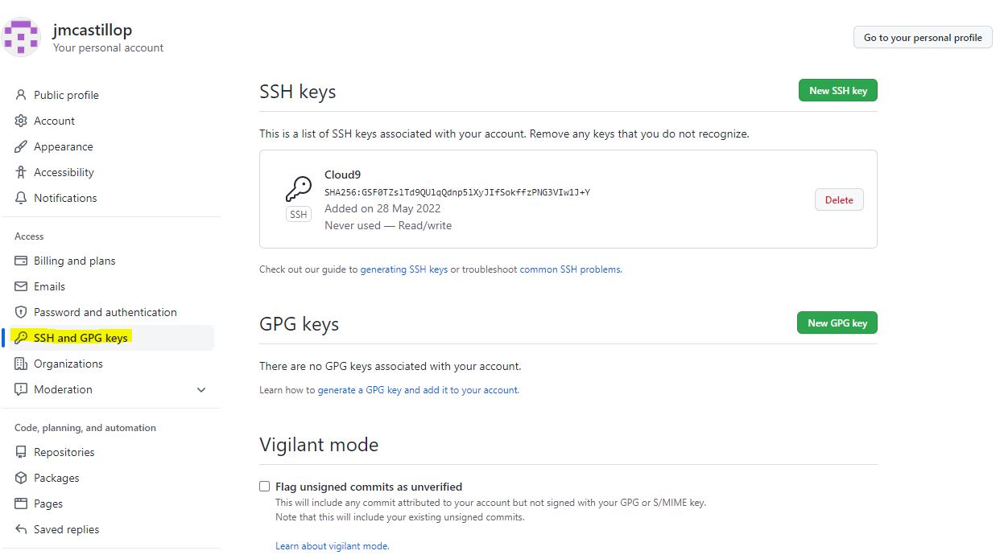 jmcastillop
Your personal account
Go to your personal profile
Public profile
Account
Appearance
Accessibility
Notifications
Access
Billing and plans
Emails
Password and authentication
SSH and GPG keys
Organizations
Moderation
Code, planning, and automation
Repositories
Packages
Pages
Saved replies
SSH keys
New SSH key
This is a list of SSH keys associated with your account. Remove any keys that you do not recognize.
Cloud9
SHA256:GSF0TZslTd9QUlqQdnp5lXyJIfSokffzPNG3VIw1J+Y
SSH
Added on 28 May 2022
Never used — Read/write
Delete
Check out our guide to generating SSH keys or troubleshoot common SSH problems.
GPG keys
New GPG key
There are no GPG keys associated with your account.
Learn how to generate a GPG key and add it to your account.
Vigilant mode
Flag unsigned commits as unverified
This will include any commit attributed to your account but not signed with your GPG or S/MIME key.
Note that this will include your existing unsigned commits.
Learn about vigilant mode.